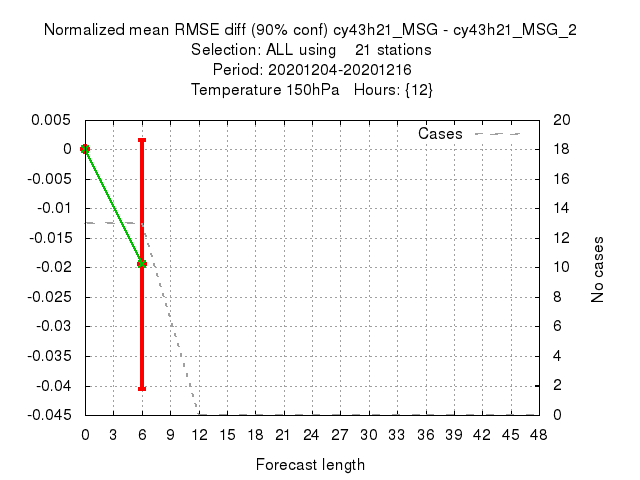 Normalized mean RMSE diff (90% conf) cy43h21_MSG - cy43h21_MSG_2
Selection: ALL using 21 stations
Period: 20201204-20201216
Temperature 150hPa Hours: {12}
Cases
0.005
0
-0.005
-0.01
-0.015
-0.02
-0.025
-0.03
-0.035
-0.04
-0.045
20
18
16
14
12
10
8
6
4
2
0
No cases
0 3 6 9 12 15 18 21 24 27 30 33 36 39 42 45 48
Forecast length